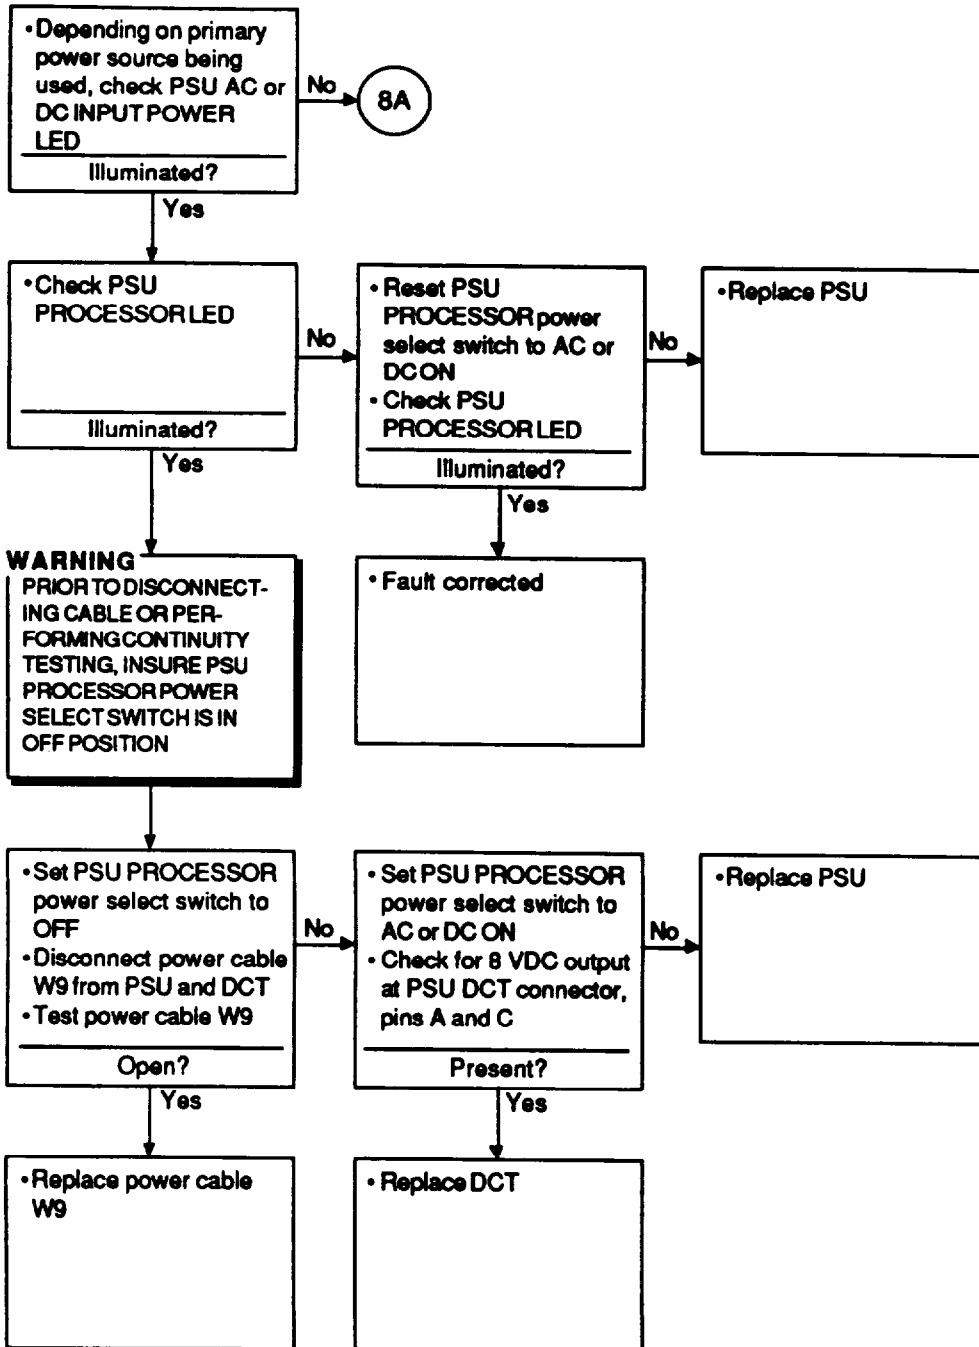 •Depending on primary
power source being
used, check PSU AC or
DC INPUT POWER
LED
Illuminated?
No
8A
Yes
•Check PSU
PROCESSOR LED
Illuminated?
No
•Reset PSU
PROCESSOR power
select switch to AC or
DC ON
•Check PSU
PROCESSOR LED
Illuminated?
No
•Replace PSU
Yes
Yes
WARNING
PRIOR TO DISCONNECT-
ING CABLE OR PER-
FORMING CONTINUITY
TESTING, INSURE PSU
PROCESSOR POWER
SELECT SWITCH IS IN
OFF POSITION
•Fault corrected
•Set PSU PROCESSOR
power select switch to
OFF
•Disconnect power cable
W9 from PSU and DCT
•Test power cable W9
Open?
No
•Set PSU PROCESSOR
power select switch to
AC or DC ON
•Check for 8 VDC output
at PSU DCT connector,
pins A and C
Present?
No
•Replace PSU
Yes
Yes
•Replace power cable
W9
•Replace DCT